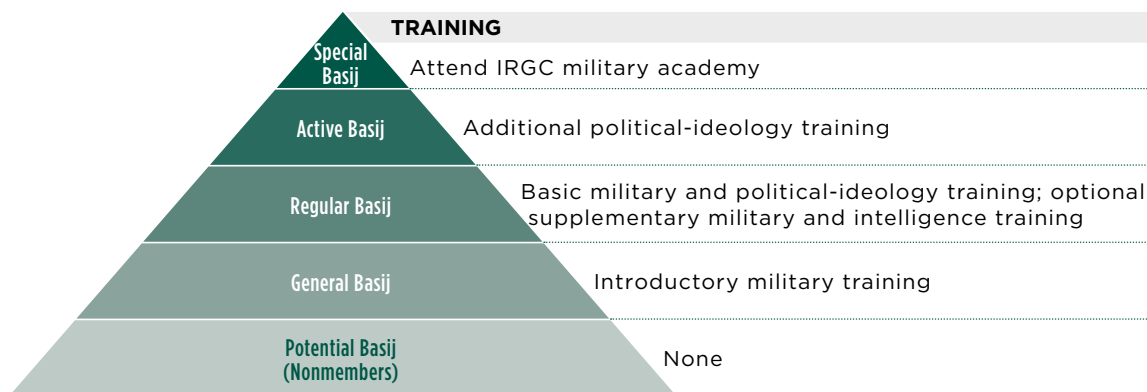 TRAINING
Special
Basij
Attend IRGC military academy
Active Basij
Additional political-ideology training
Regular Basij
Basic military and political-ideology training; optional
supplementary military and intelligence training
General Basij
Introductory military training
Potential Basij
(Nonmembers)
None